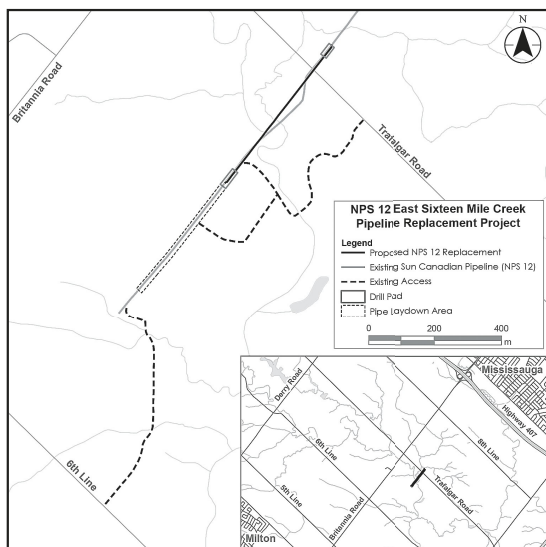 N
Britannia Road
Trafalgar Road
NPS 12 East Sixteen Mile Creek
Pipeline Replacement Project
Legend
Proposed NPS 12 Replacement
Existing Sun Canadian Pipeline (NPS 12)
Existing Access
Drill Pad
Pipe Laydown Area
0 200 400
m
6th Line
Mississauga
Derry Road
Highway 407
6th Line
8th Line
5th Line
Trafalgar Road
Britannia Road
Milton